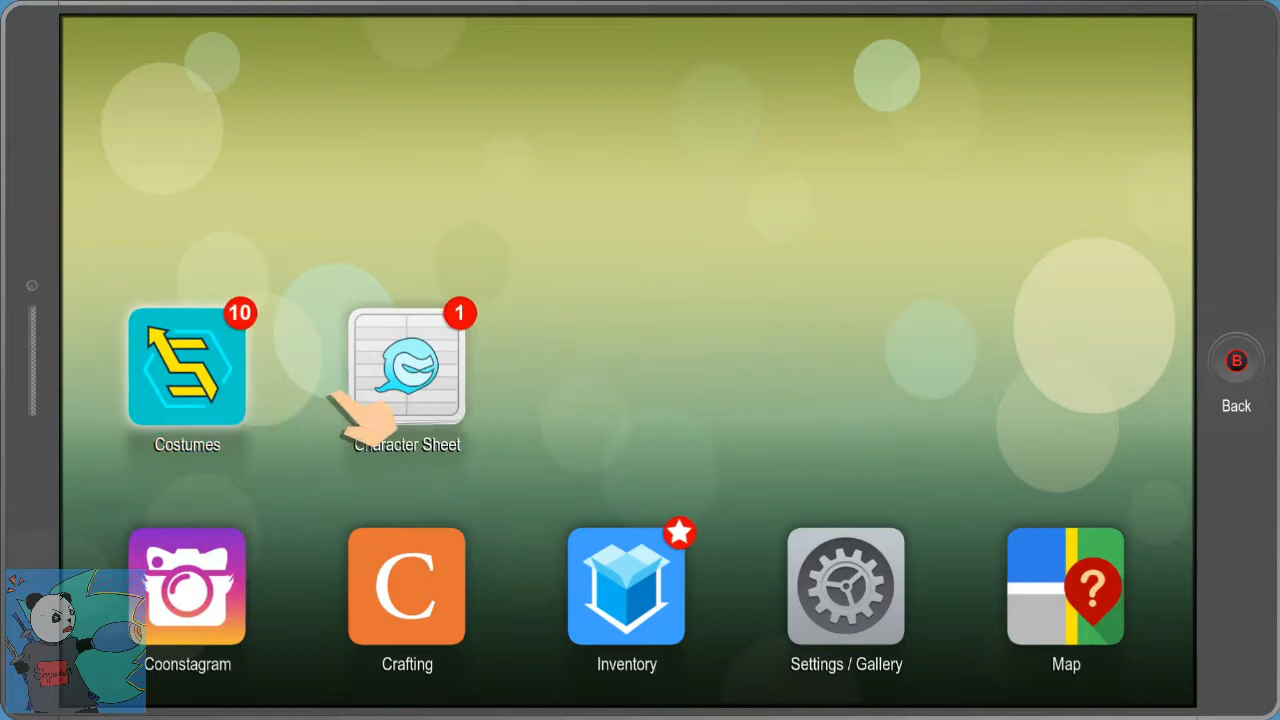 10
1
Costumes
Character Sheet
B
Back
C
Coonstagram
Crafting
Inventory
Settings / Gallery
Map
?